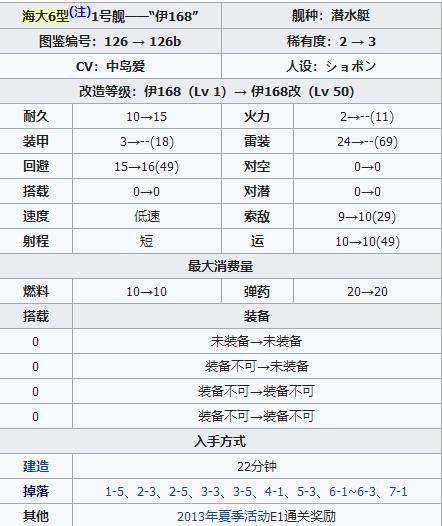 海大6型(注)1号舰——“伊168” 舰种：潜水艇
图鉴编号：126 → 126b 稀有度：2 → 3
CV：中岛爱 人设：ショボン
改造等级：伊168（Lv 1）→ 伊168改（Lv 50）
耐久 10→15 火力 2→--(11)
装甲 3→--(18) 雷装 24→--(69)
回避 15→16(49) 对空 0→0
搭载 0→0 对潜 0→0
速度 低速 索敌 9→10(29)
射程 短 运 10→10(49)
最大消费量
燃料 10→10 弹药 20→20
搭载 装备
0 未装备→未装备
0 装备不可→未装备
0 装备不可→装备不可
0 装备不可→装备不可
入手方式
建造 22分钟
掉落 1-5、2-3、2-5、3-3、3-5、4-1、5-3、6-1~6-3、7-1
其他 2013年夏季活动E1通关奖励